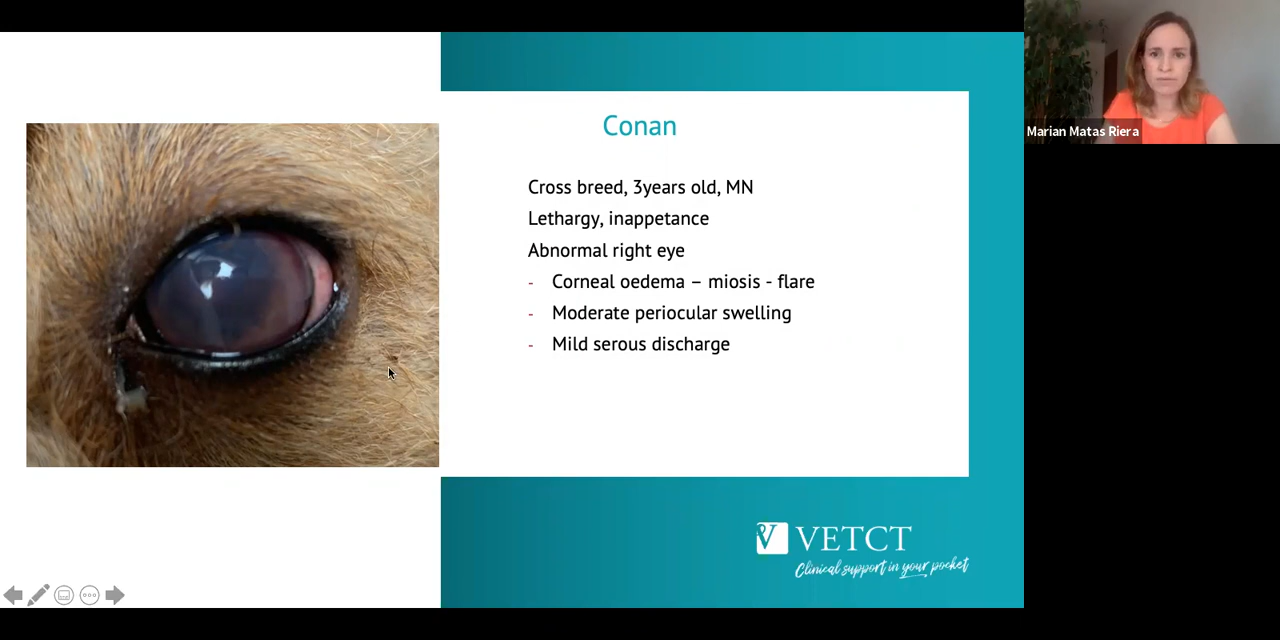 Conan
Cross breed, 3years old, MN
Lethargy, inappetance
Abnormal right eye
- Corneal oedema – miosis - flare
- Moderate periocular swelling
- Mild serous discharge
V VETCT
Clinical support in your pocket
Marian Matas Riera